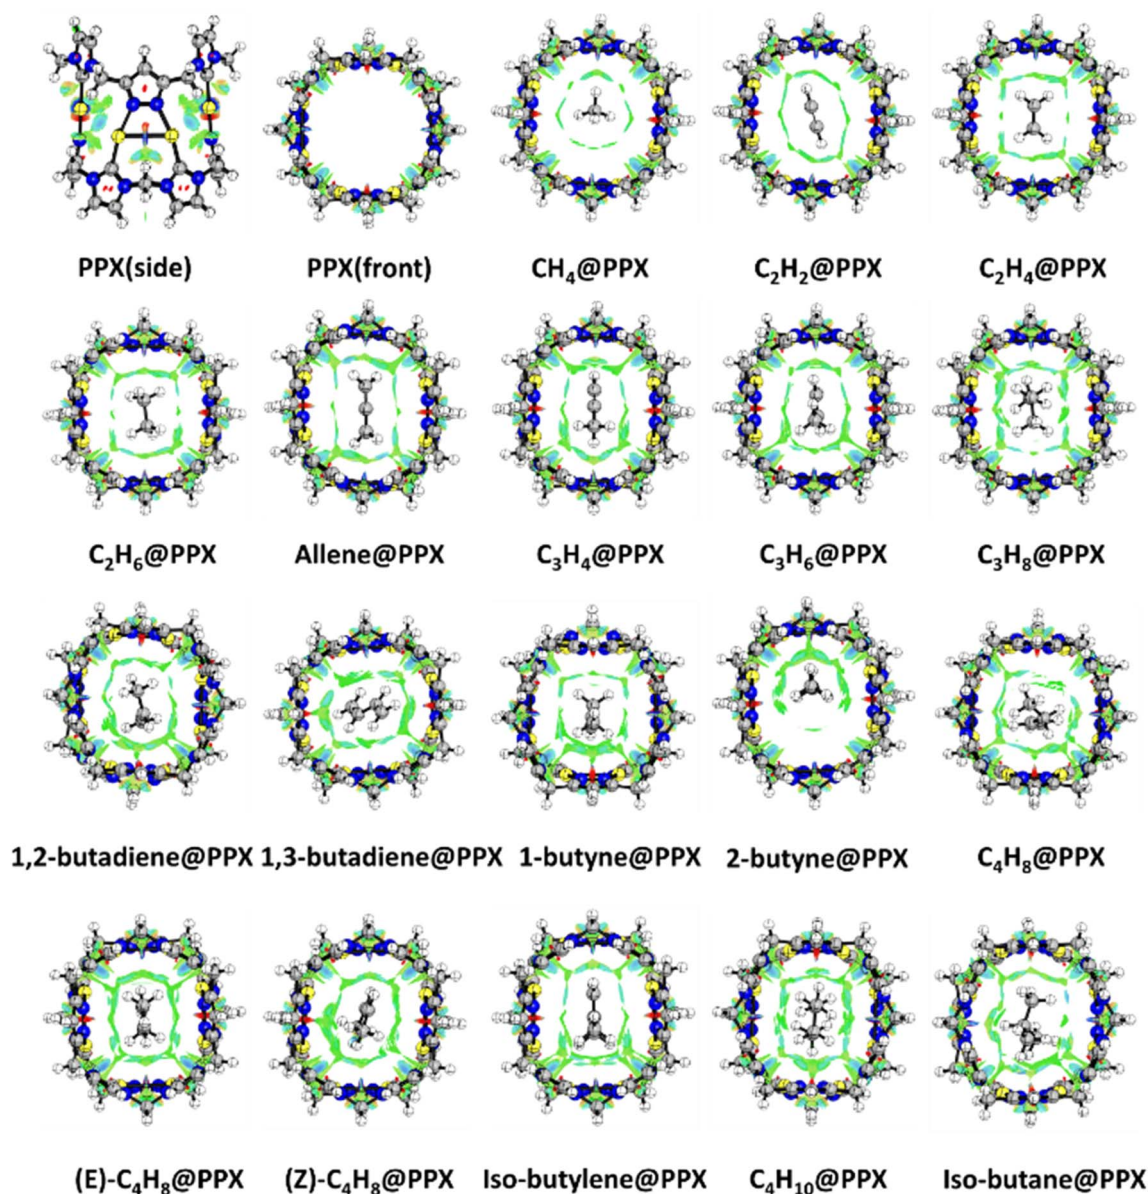 PPX(side) PPX(front) CH₄@PPX C₂H₂@PPX C₂H₄@PPX
C₂H₆@PPX Allene@PPX C₃H₄@PPX C₃H₆@PPX C₃H₈@PPX
1,2-butadiene@PPX 1,3-butadiene@PPX 1-butyne@PPX 2-butyne@PPX C₄H₈@PPX
(E)-C₄H₈@PPX (Z)-C₄H₈@PPX Iso-butylene@PPX C₄H₁₀@PPX Iso-butane@PPX